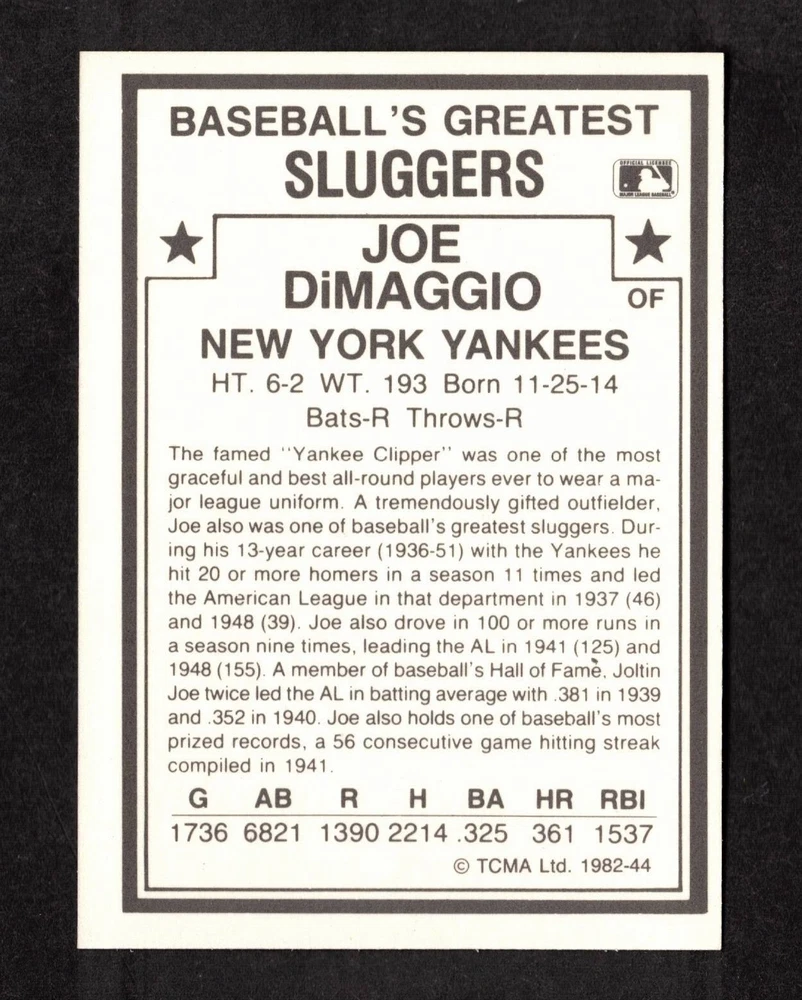 BASEBALL'S GREATEST
SLUGGERS
OFFICIAL LICENSEE
MAJOR LEAGUE BASEBALL
JOE
DiMAGGIO
OF
NEW YORK YANKEES
HT. 6-2 WT. 193 Born 11-25-14
Bats-R Throws-R
The famed "Yankee Clipper" was one of the most
graceful and best all-round players ever to wear a ma-
jor league uniform. A tremendously gifted outfielder,
Joe also was one of baseball's greatest sluggers. Dur-
ing his 13-year career (1936-51) with the Yankees he
hit 20 or more homers in a season 11 times and led
the American League in that department in 1937 (46)
and 1948 (39). Joe also drove in 100 or more runs in
a season nine times, leading the AL in 1941 (125) and
1948 (155). A member of baseball's Hall of Fame, Joltin
Joe twice led the AL in batting average with .381 in 1939
and .352 in 1940. Joe also holds one of baseball's most
prized records, a 56 consecutive game hitting streak
compiled in 1941.
G AB R H BA HR RBI
1736 6821 1390 2214 .325 361 1537
© TCMA Ltd. 1982-44